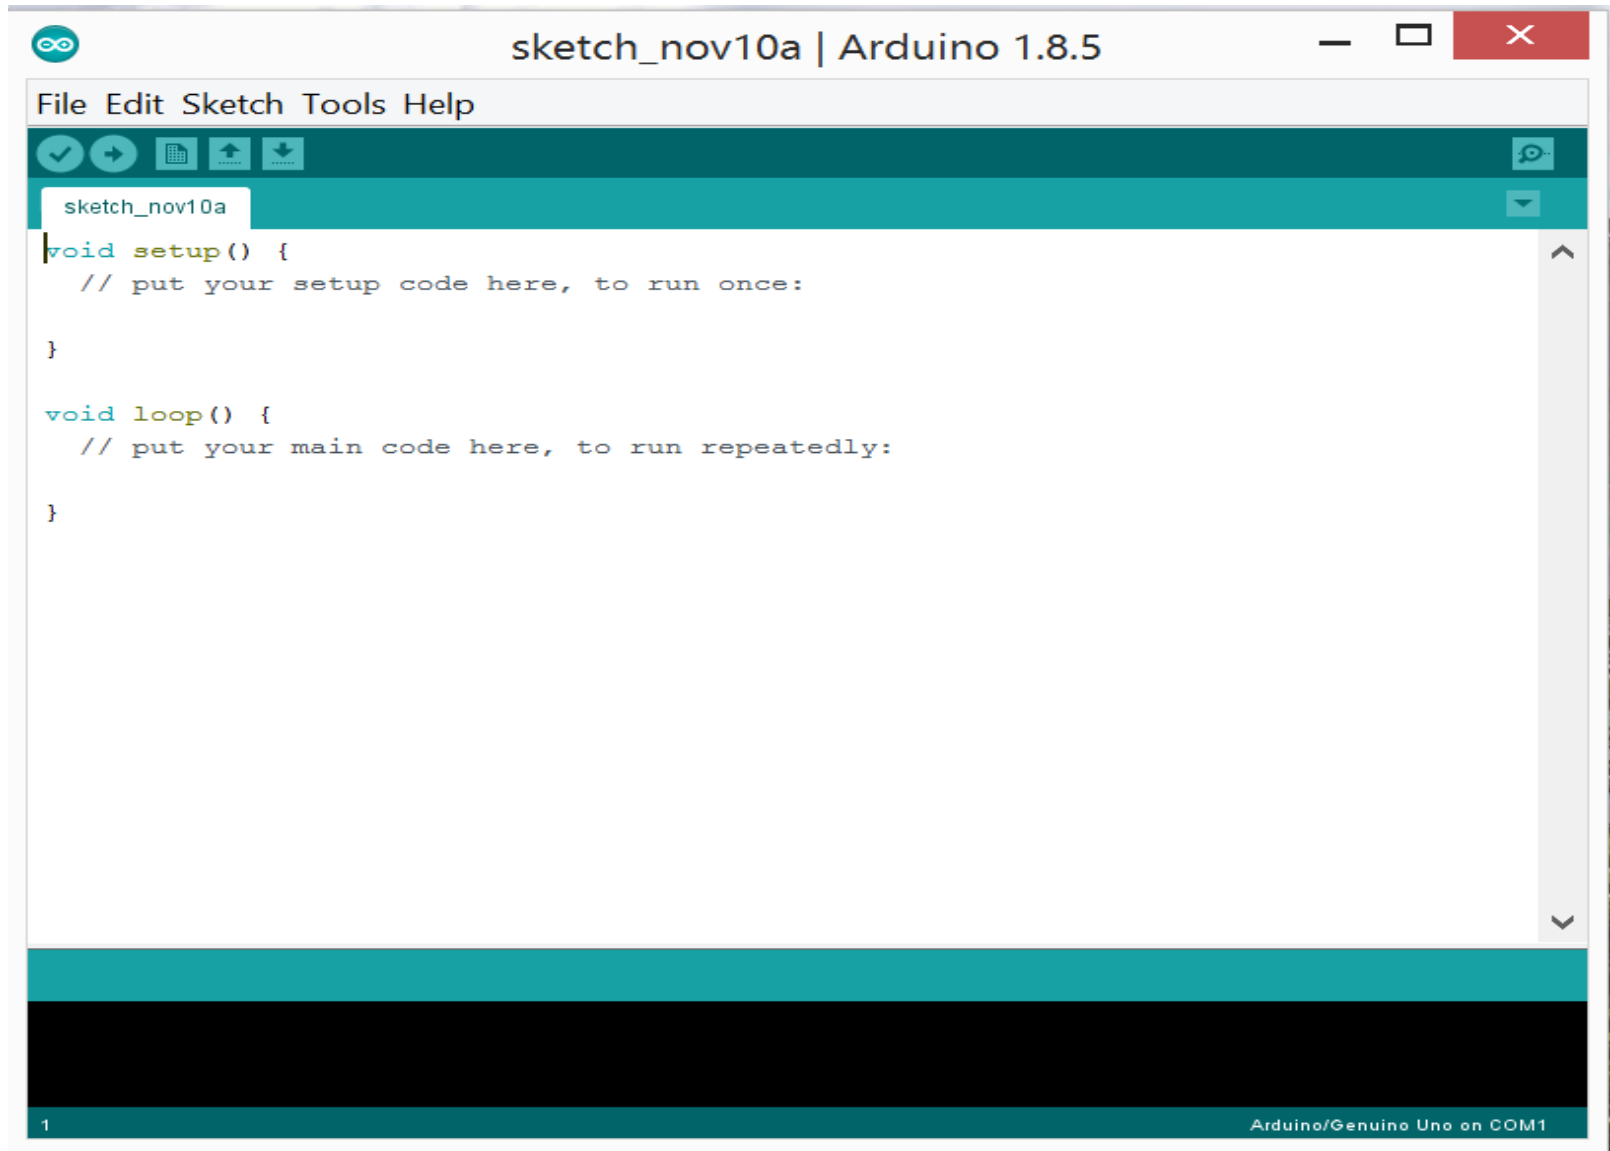 sketch_nov10a | Arduino 1.8.5
File Edit Sketch Tools Help
sketch_nov10a
void setup() {
  // put your setup code here, to run once:
}
void loop() {
  // put your main code here, to run repeatedly:
}
1
Arduino/Genuino Uno on COM1